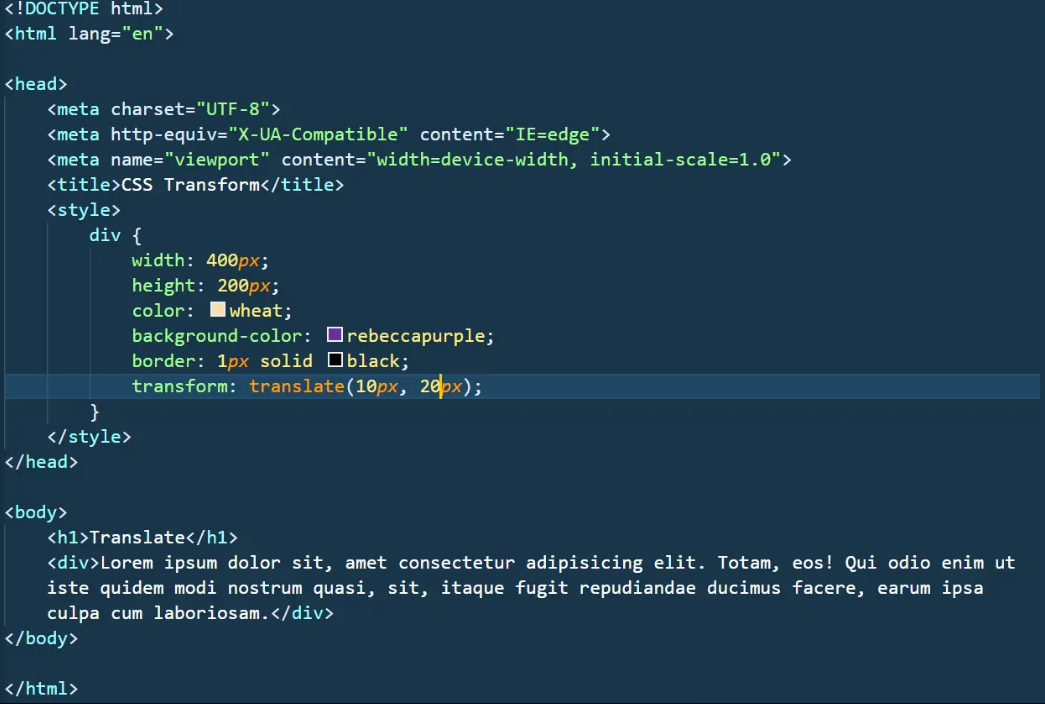 <!DOCTYPE html>
<html lang="en">
<head>
<meta charset="UTF-8">
<meta http-equiv="X-UA-Compatible" content="IE=edge">
<meta name="viewport" content="width=device-width, initial-scale=1.0">
<title>CSS Transform</title>
<style>
div {
width: 400px;
height: 200px;
color: wheat;
background-color: rebeccapurple;
border: 1px solid black;
transform: translate(10px, 20px);
}
</style>
</head>
<body>
<h1>Translate</h1>
<div>Lorem ipsum dolor sit, amet consectetur adipisicing elit. Totam, eos! Qui odio enim ut
iste quidem modi nostrum quasi, sit, itaque fugit repudiandae ducimus facere, earum ipsa
culpa cum laboriosam.</div>
</body>
</html>